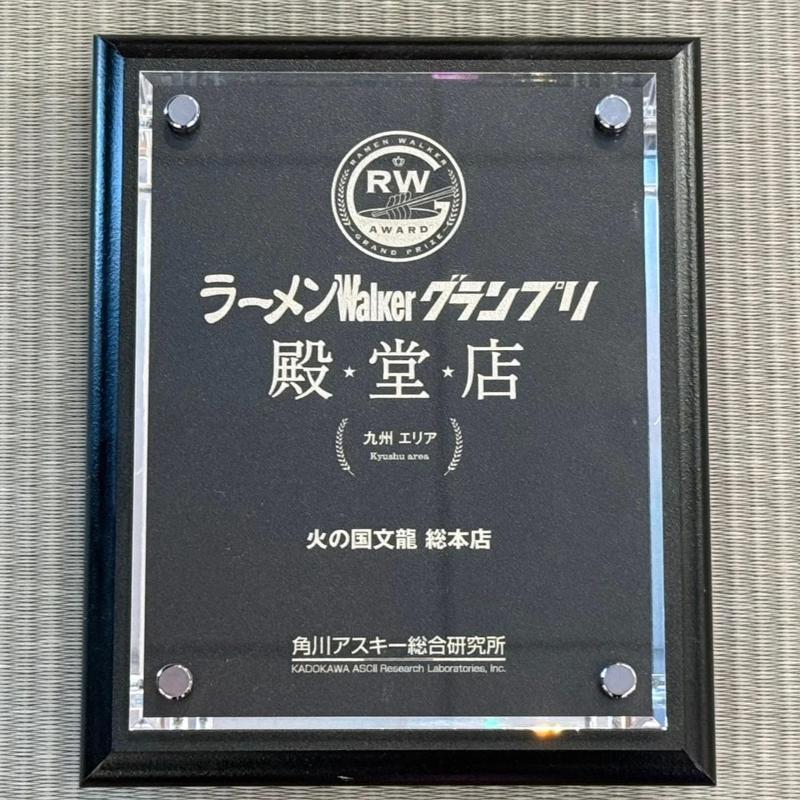 RAMEN WALKER
RW
AWARD
GRAND PRIZE
ラーメンWalkerグランプリ
殿★堂★店
九州 エリア
Kyushu area
火の国文龍 総本店
角川アスキー総合研究所
KADOKAWA ASCII Research Laboratories, Inc.